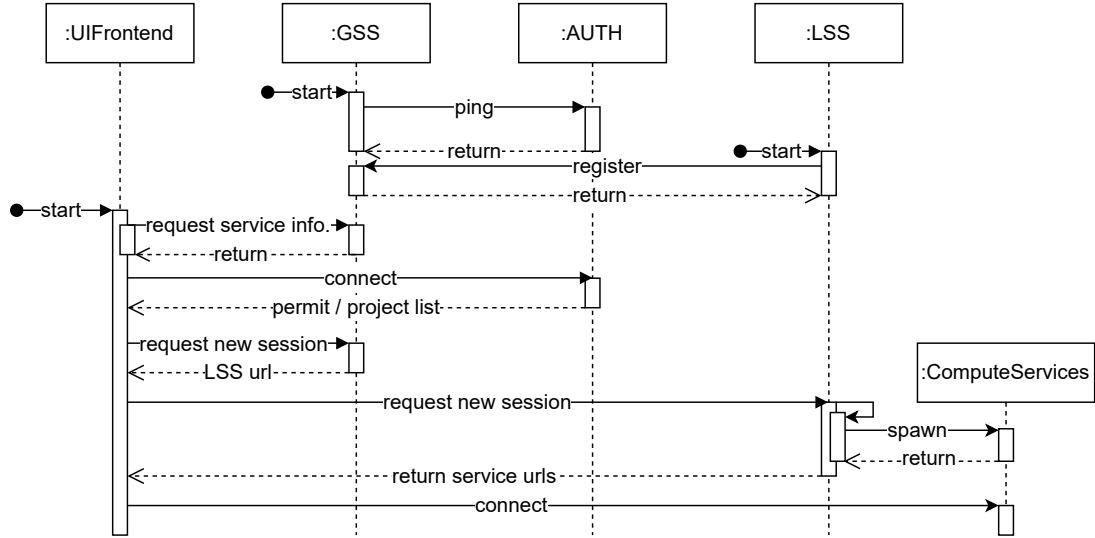 :UIFrontend
:GSS
:AUTH
:LSS
start
ping
return
start
register
return
start
request service info.
return
connect
permit / project list
request new session
LSS url
:ComputeServices
request new session
spawn
return
return service urls
connect